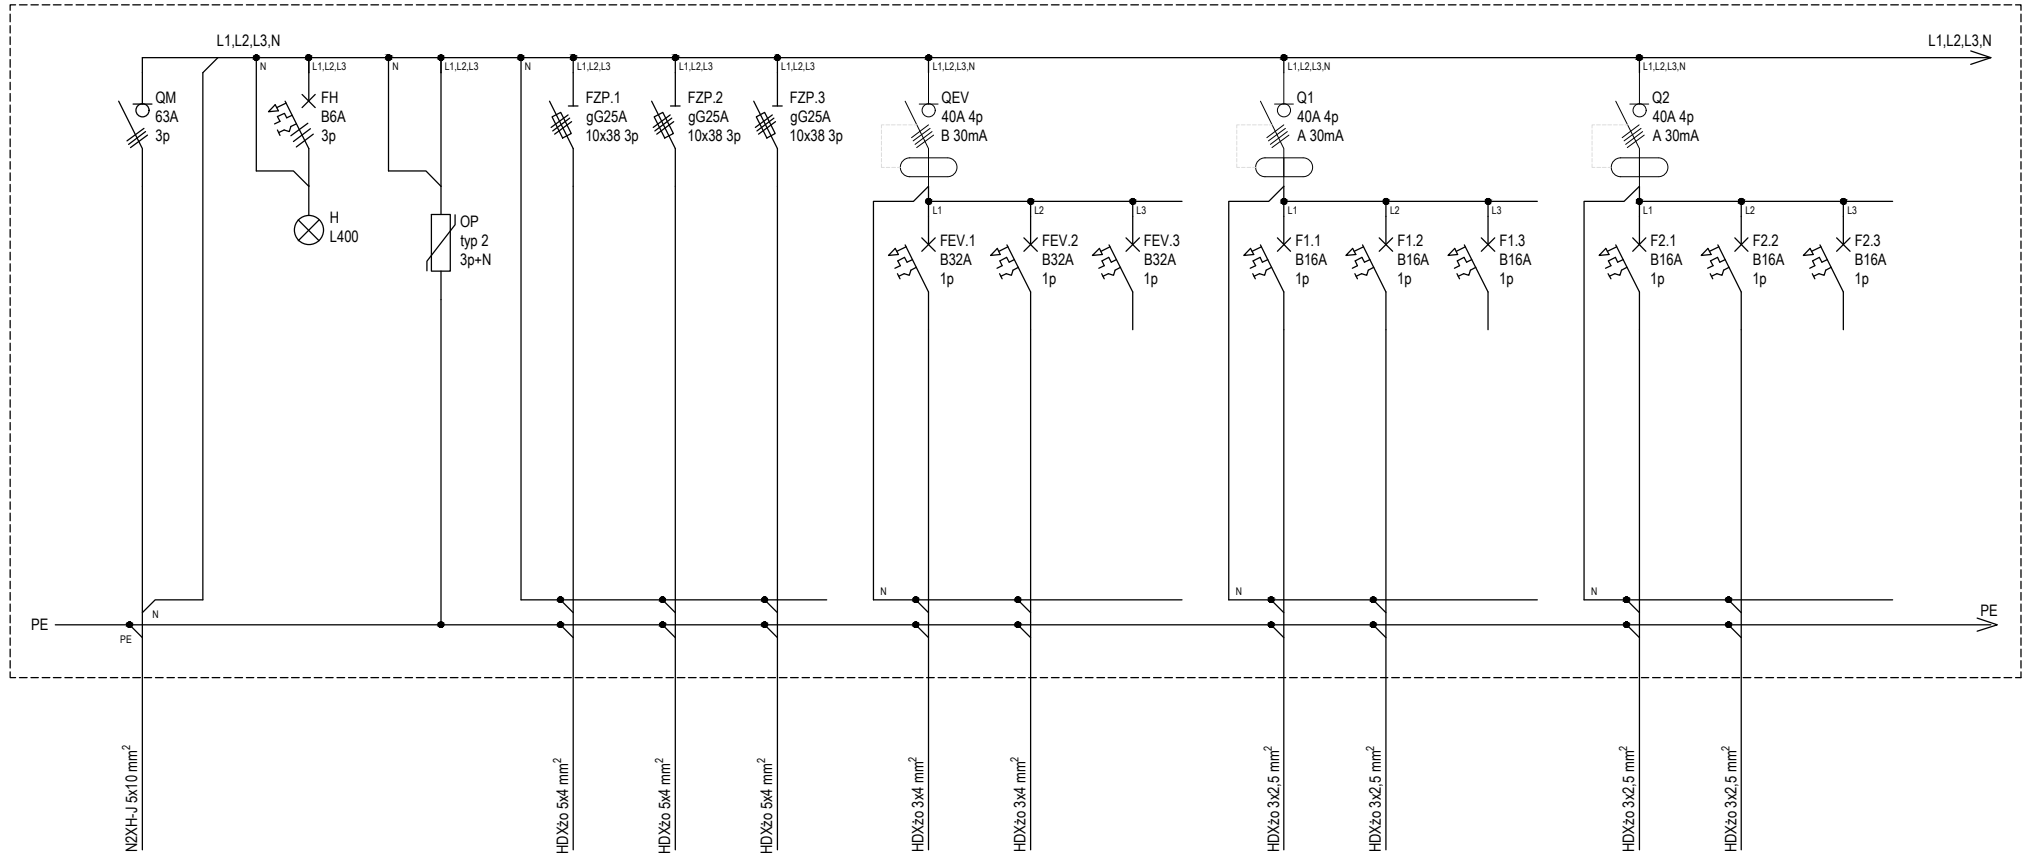 L1,L2,L3,N
L1,L2,L3,N
N
L1,L2,L3
N
L1,L2,L3
N
L1,L2,L3
L1,L2,L3
L1,L2,L3
L1,L2,L3,N
L1,L2,L3,N
L1,L2,L3,N
QM
63A
3p
FH
B6A
3p
FZP.1
gG25A
10x38 3p
FZP.2
gG25A
10x38 3p
FZP.3
gG25A
10x38 3p
QEV
40A 4p
B 30mA
Q1
40A 4p
A 30mA
Q2
40A 4p
A 30mA
H
L400
OP
typ 2
3p+N
L1
L2
L3
L1
L2
L3
L1
L2
L3
FEV.1
B32A
1p
FEV.2
B32A
1p
FEV.3
B32A
1p
F1.1
B16A
1p
F1.2
B16A
1p
F1.3
B16A
1p
F2.1
B16A
1p
F2.2
B16A
1p
F2.3
B16A
1p
N
N
N
N
PE
PE
PE
N2XH-J 5x10 mm²
HDXżo 5x4 mm²
HDXżo 5x4 mm²
HDXżo 5x4 mm²
HDXżo 3x4 mm²
HDXżo 3x4 mm²
HDXżo 3x2,5 mm²
HDXżo 3x2,5 mm²
HDXżo 3x2,5 mm²
HDXżo 3x2,5 mm²